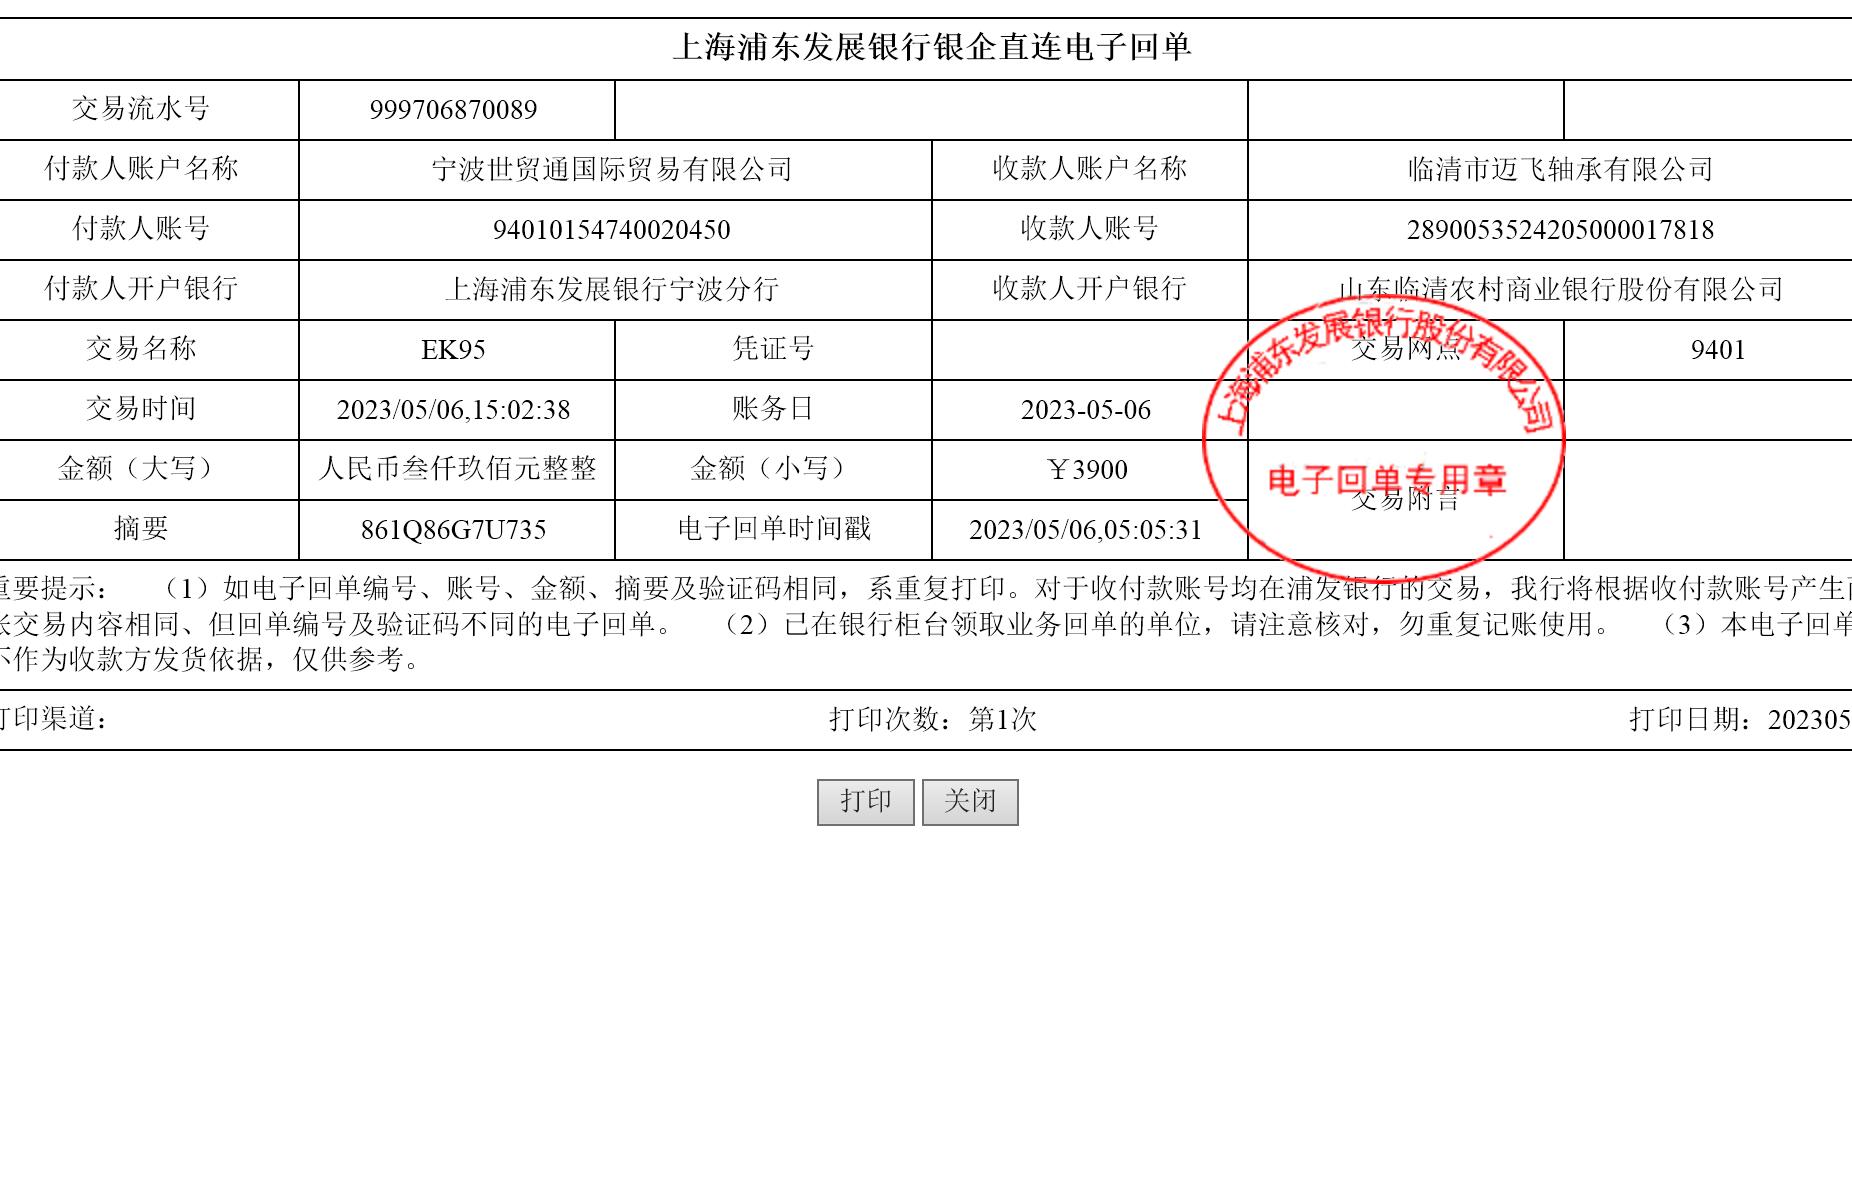 上海浦东发展银行银企直连电子回单
交易流水号 999706870089
付款人账户名称 宁波世贸通国际贸易有限公司 收款人账户名称 临清市迈飞轴承有限公司
付款人账号 94010154740020450 收款人账号 2890053524205000017818
付款人开户银行 上海浦东发展银行宁波分行 收款人开户银行 山东临清农村商业银行股份有限公司
交易名称 EK95 凭证号 交易网点 9401
交易时间 2023/05/06,15:02:38 账务日 2023-05-06
金额（大写） 人民币叁仟玖佰元整整 金额（小写） ￥3900 交易附言
摘要 861Q86G7U735 电子回单时间戳 2023/05/06,05:05:31
上海浦东发展银行股份有限公司
电子回单专用章
重要提示： （1）如电子回单编号、账号、金额、摘要及验证码相同，系重复打印。对于收付款账号均在浦发银行的交易，我行将根据收付款账号产生两
张交易内容相同、但回单编号及验证码不同的电子回单。 （2）已在银行柜台领取业务回单的单位，请注意核对，勿重复记账使用。 （3）本电子回单
不作为收款方发货依据，仅供参考。
打印渠道： 打印次数：第1次 打印日期：202305
打印 关闭